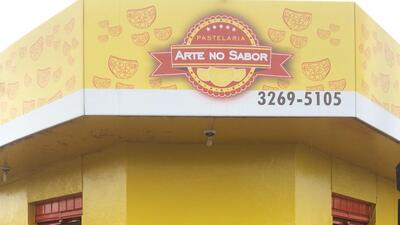 PASTELARIA
ARTE NO SABOR
3269-5105